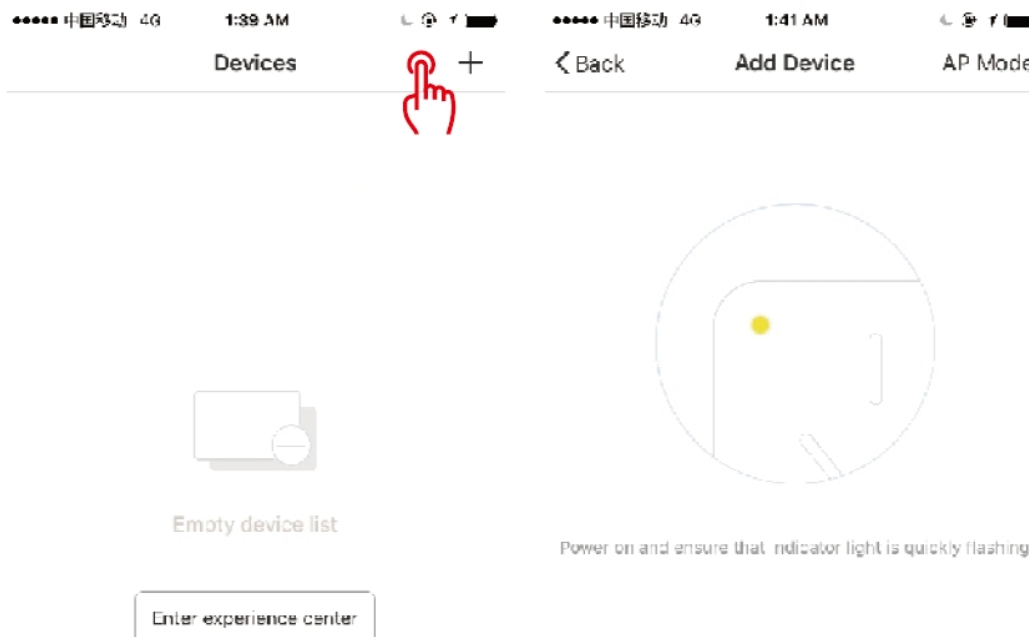 中国移动 4G 1:39 AM
Devices
Empty device list
Enter experience center
中国移动 4G 1:41 AM
Back Add Device AP Mode
Power on and ensure that indicator light is quickly flashing